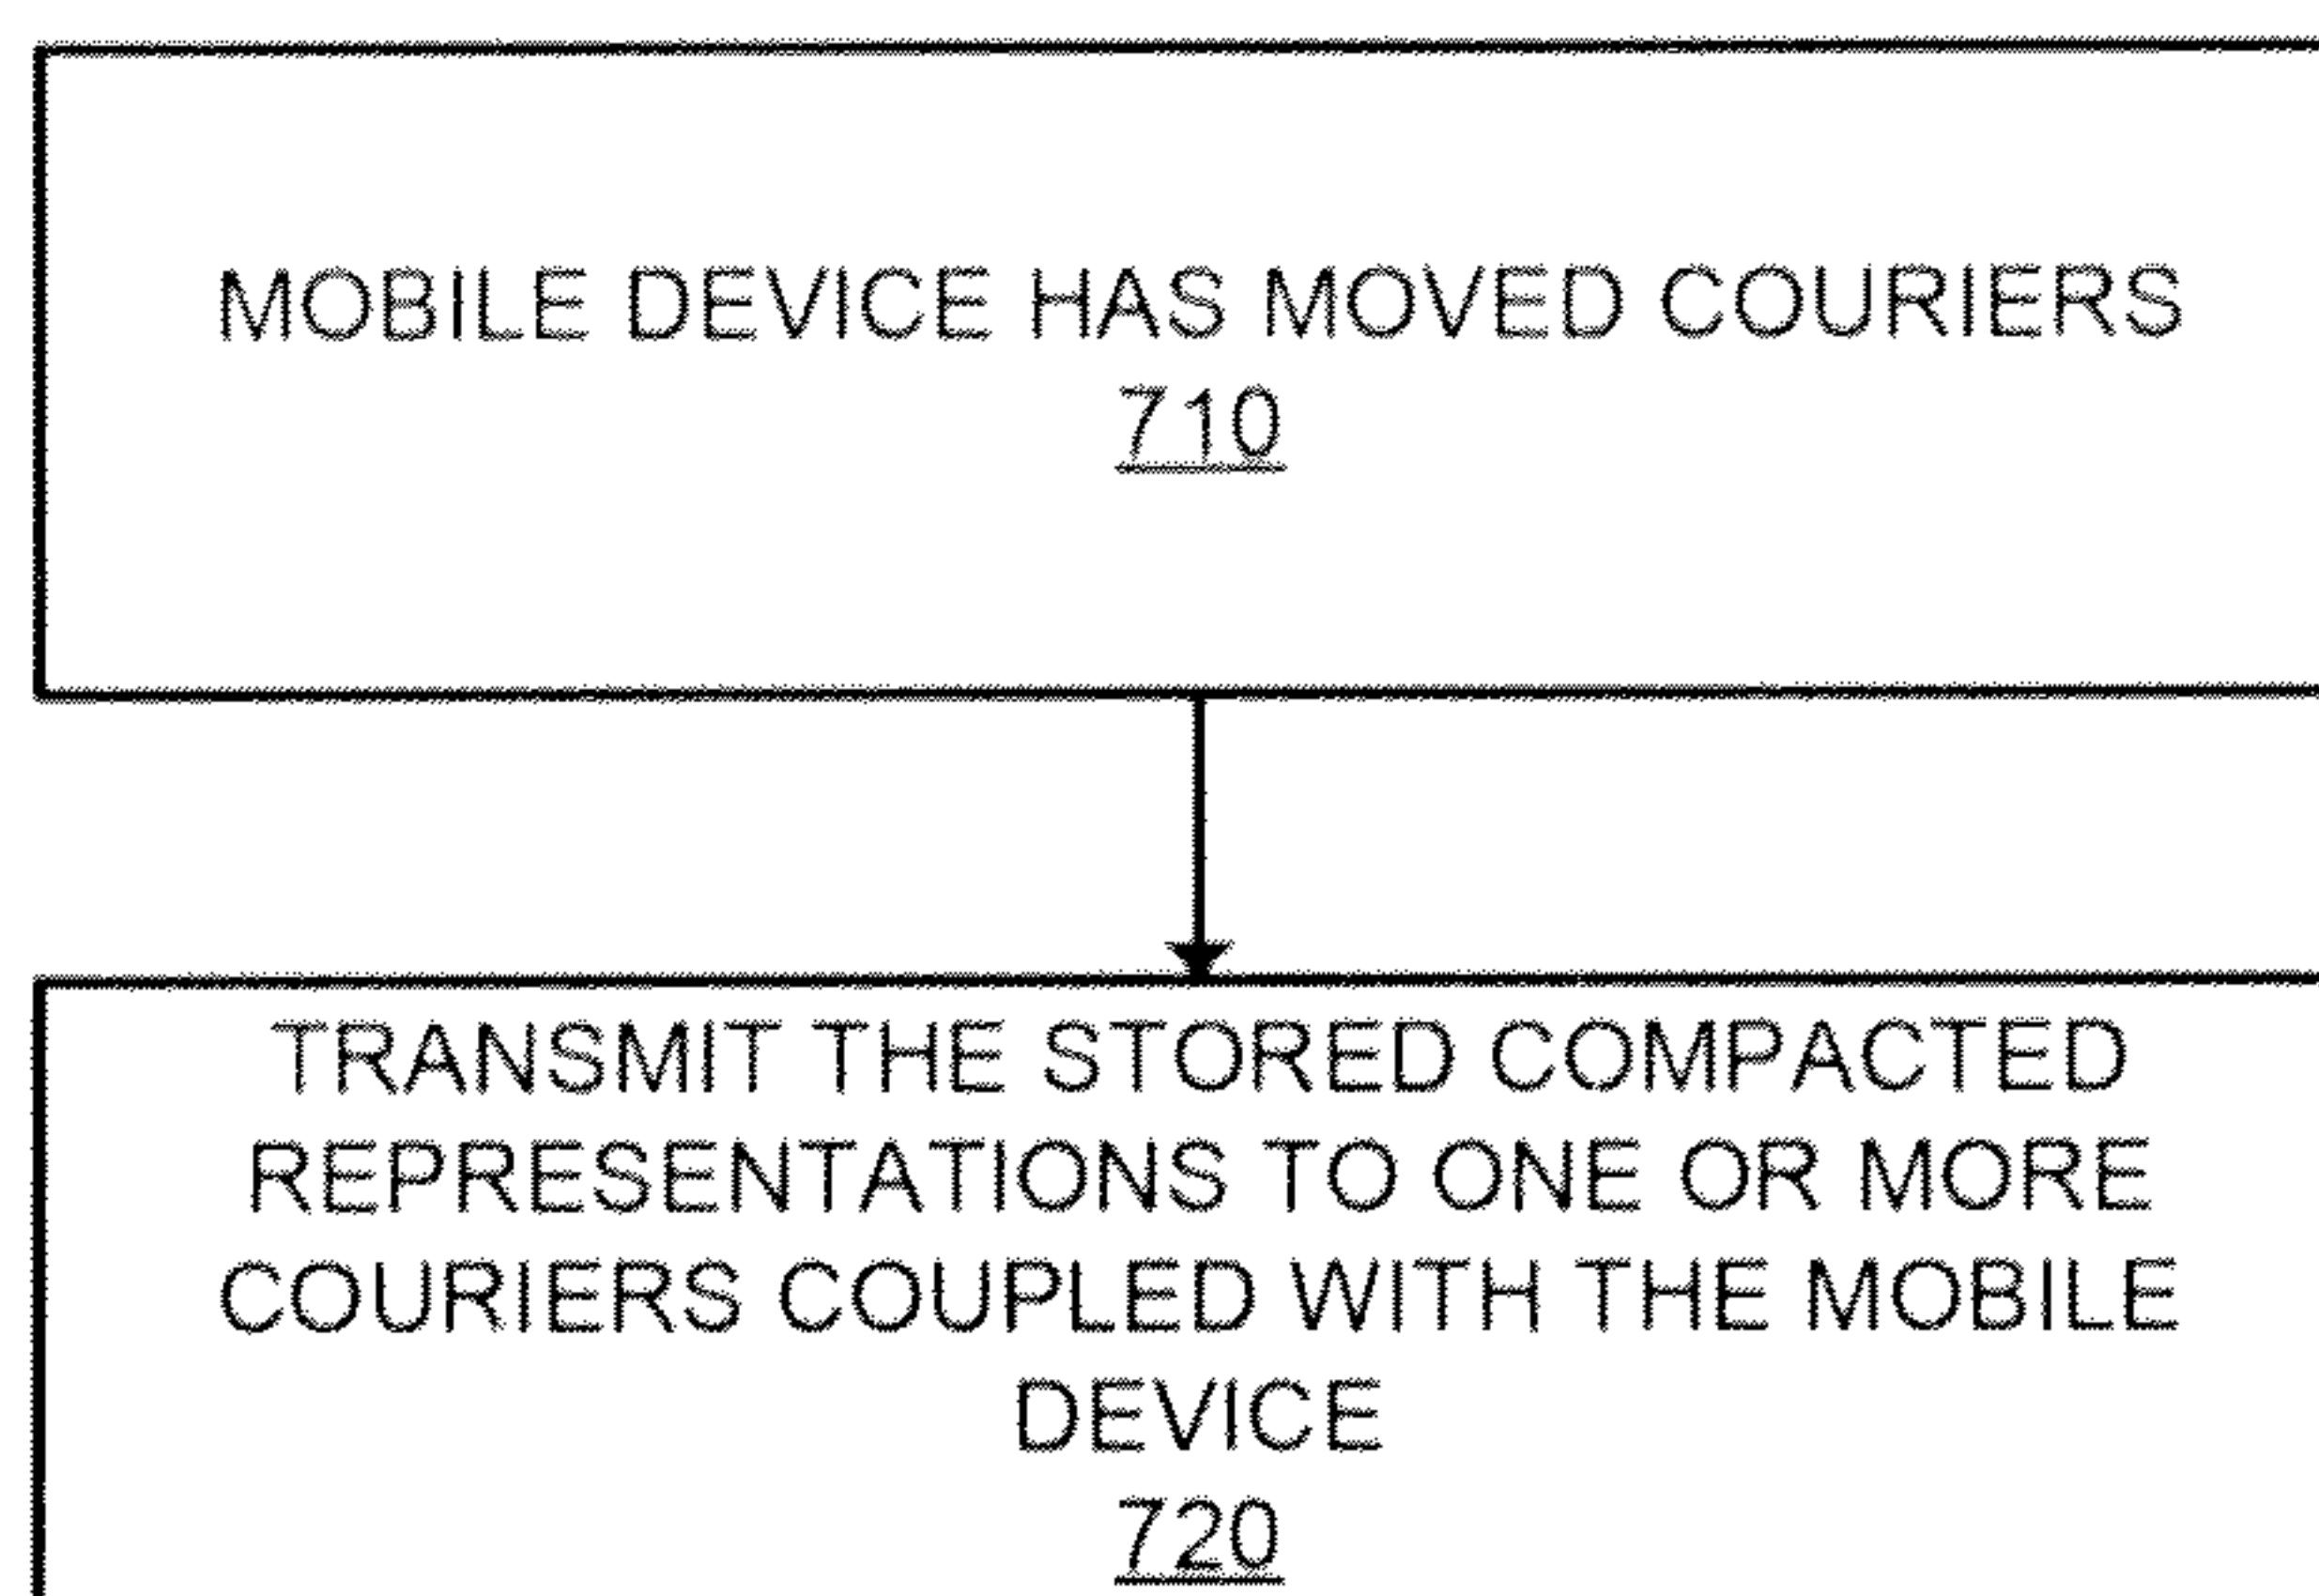 MOBILE DEVICE HAS MOVED COURIERS
710
TRANSMIT THE STORED COMPACTED
REPRESENTATIONS TO ONE OR MORE
COURIERS COUPLED WITH THE MOBILE
DEVICE
720